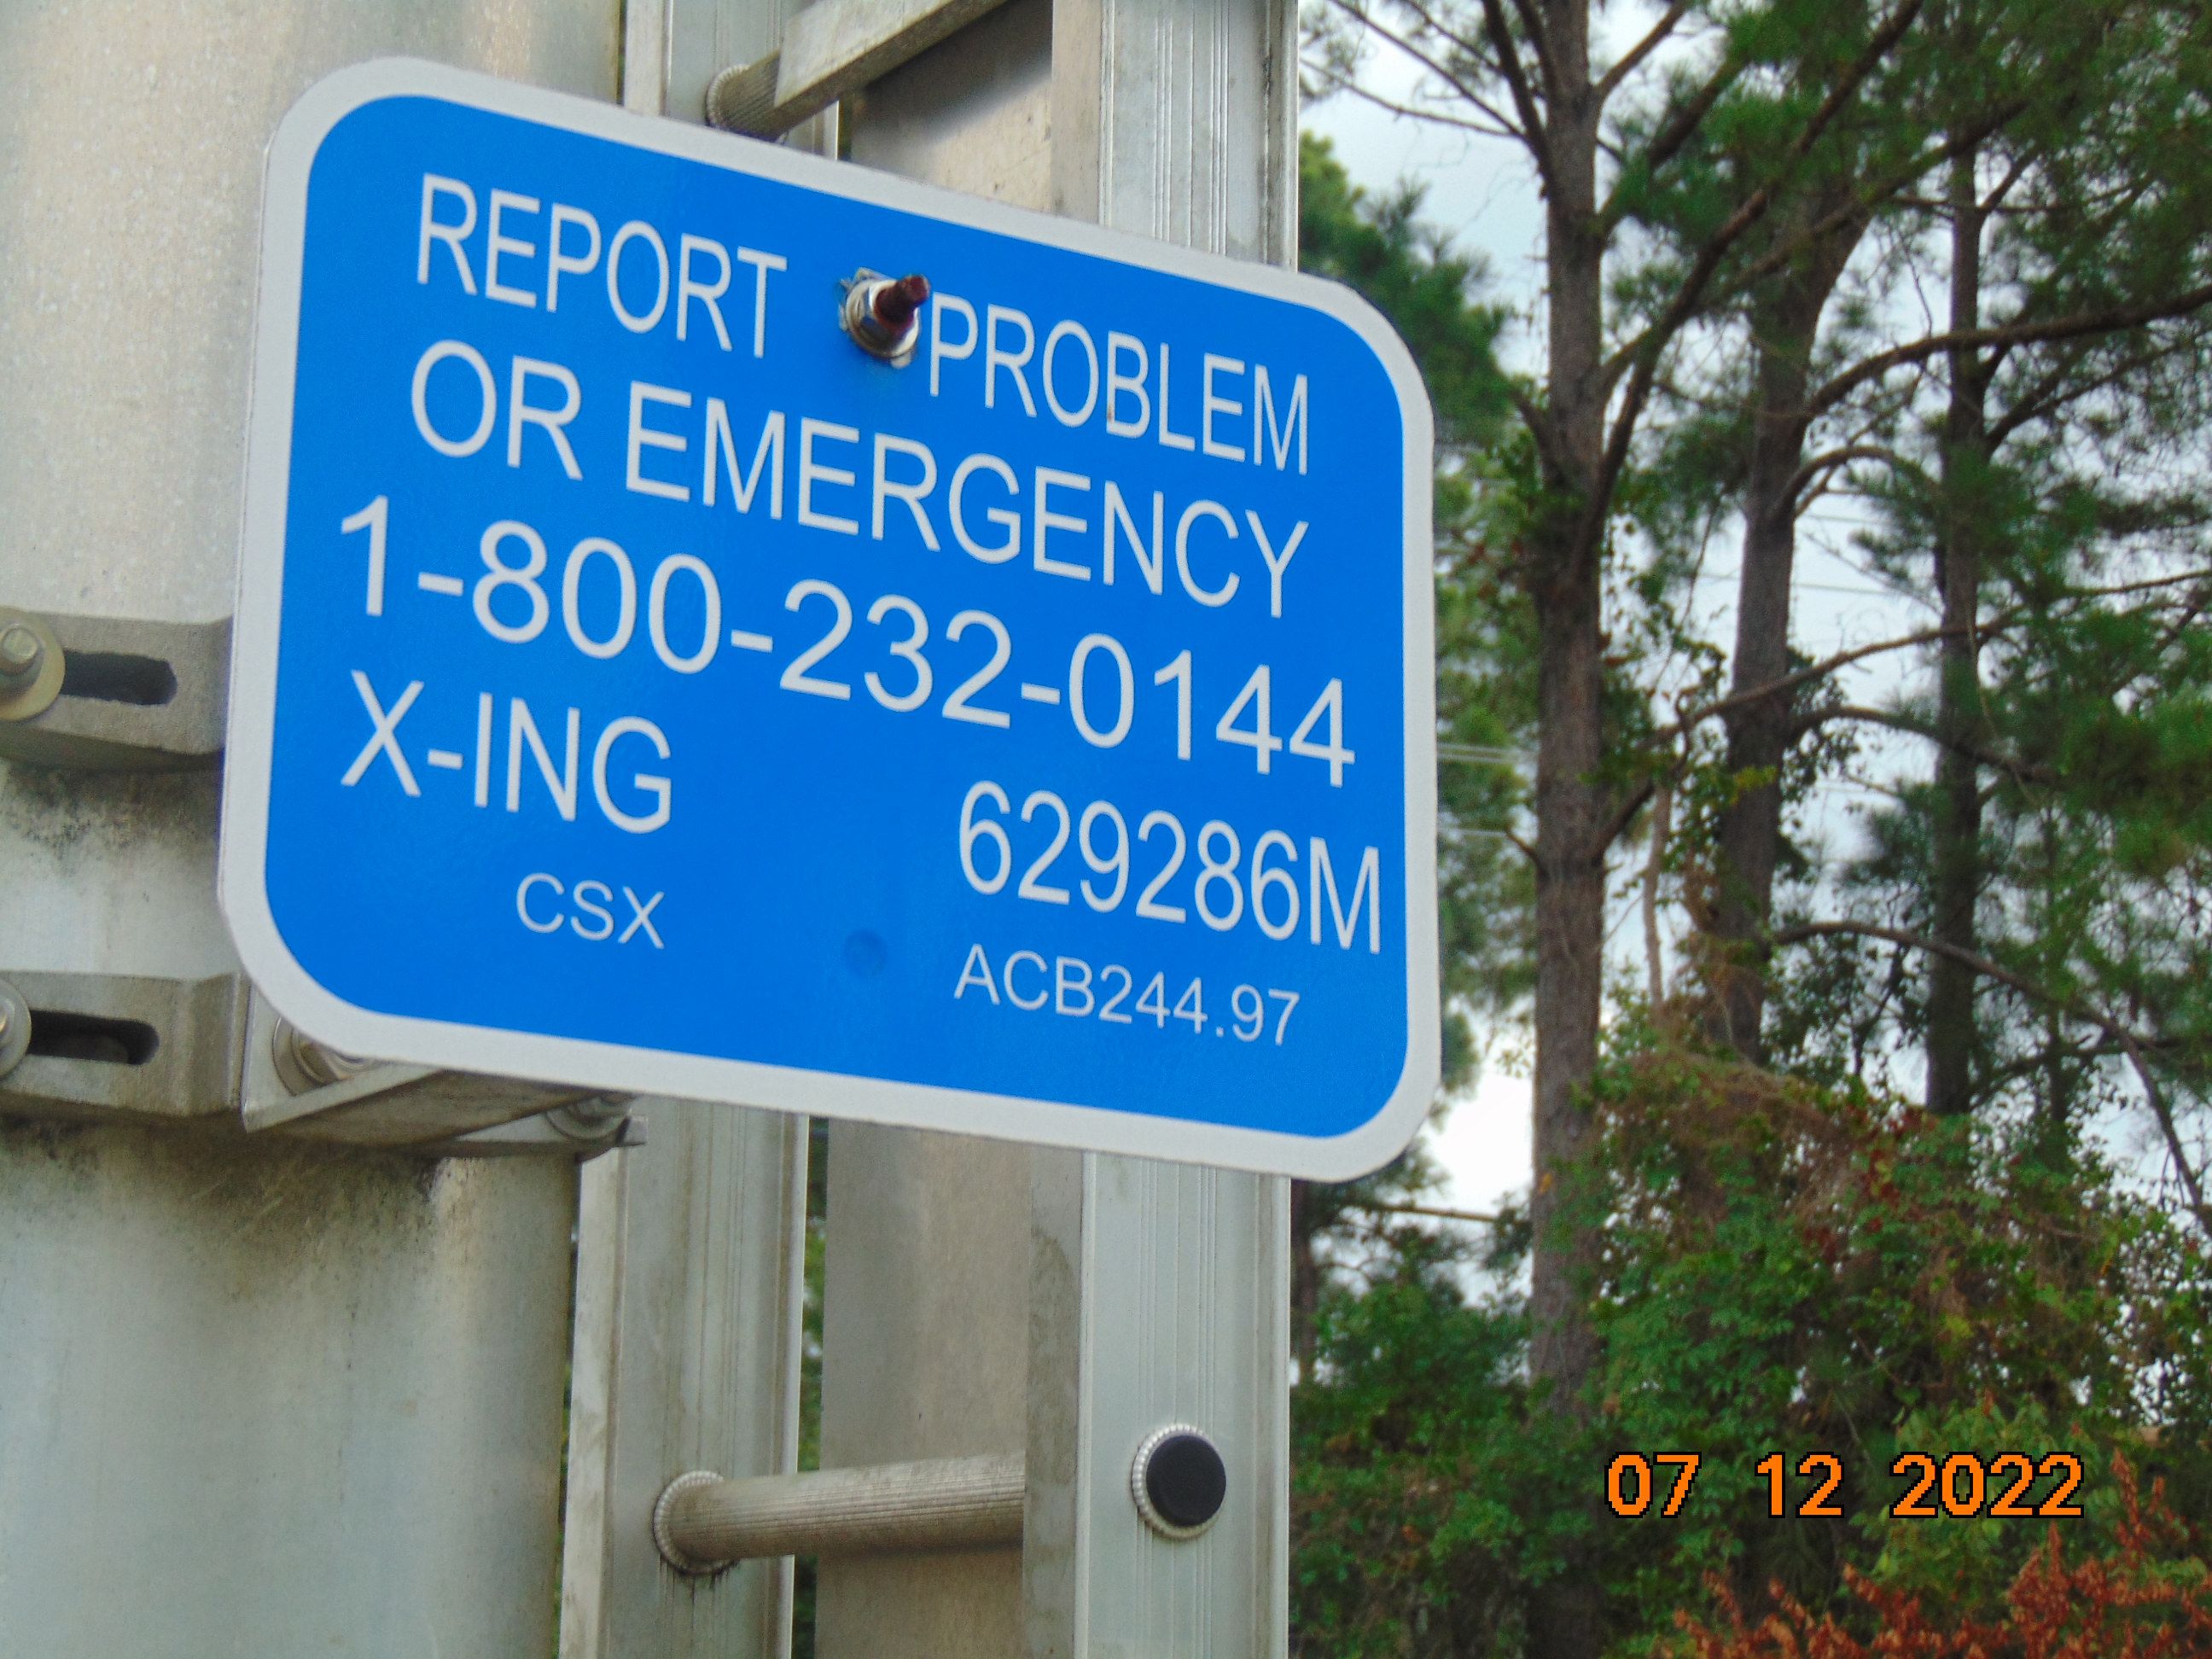 REPORT PROBLEM
OR EMERGENCY
1-800-232-0144
X-ING 629286M
CSX ACB244.97
07 12 2022